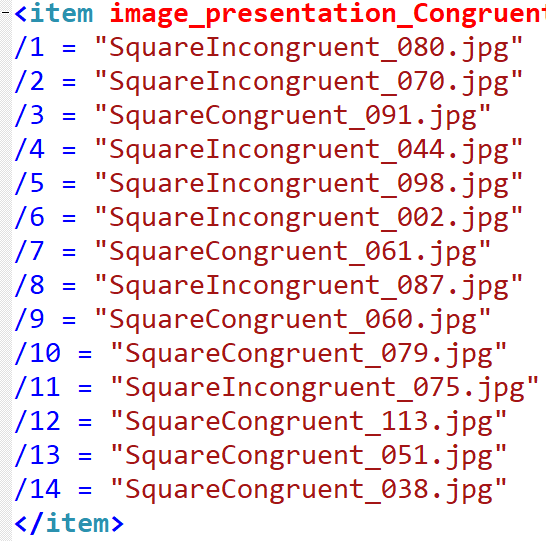 <item image_presentation_Congruent
/1 = "SquareIncongruent_080.jpg"
/2 = "SquareIncongruent_070.jpg"
/3 = "SquareCongruent_091.jpg"
/4 = "SquareIncongruent_044.jpg"
/5 = "SquareIncongruent_098.jpg"
/6 = "SquareIncongruent_002.jpg"
/7 = "SquareCongruent_061.jpg"
/8 = "SquareIncongruent_087.jpg"
/9 = "SquareCongruent_060.jpg"
/10 = "SquareCongruent_079.jpg"
/11 = "SquareIncongruent_075.jpg"
/12 = "SquareCongruent_113.jpg"
/13 = "SquareCongruent_051.jpg"
/14 = "SquareCongruent_038.jpg"
</item>